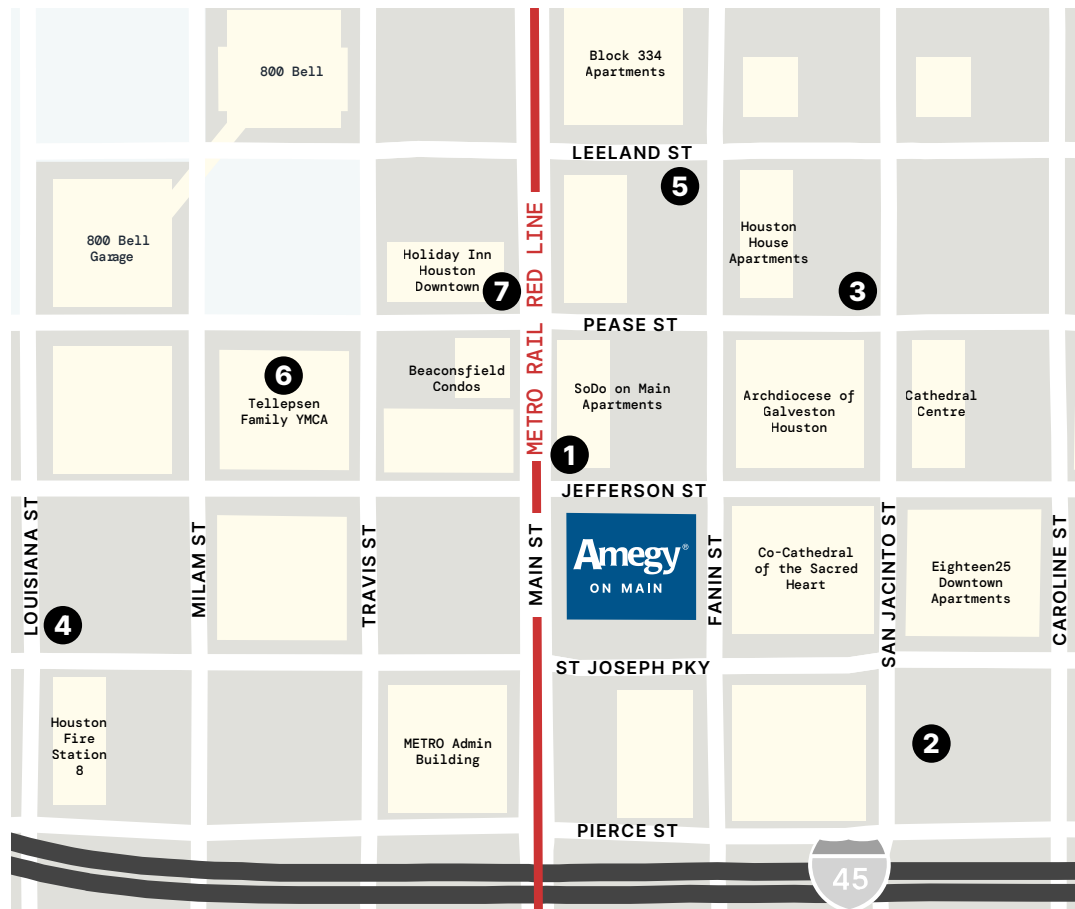 800 Bell
Block 334
Apartments
LEELAND ST
5
800 Bell
Garage
Holiday Inn
Houston
Downtown
7
METRO RAIL RED LINE
Houston
House
Apartments
3
PEASE ST
6
Tellepsen
Family YMCA
Beaconsfield
Condos
SoDo on Main
Apartments
1
Archdiocese of
Galveston
Houston
Cathedral
Centre
JEFFERSON ST
LOUISIANA ST
4
MILAM ST
TRAVIS ST
MAIN ST
Amegy®
ON MAIN
FANIN ST
Co-Cathedral
of the Sacred
Heart
SAN JACINTO ST
Eighteen25
Downtown
Apartments
CAROLINE ST
ST JOSEPH PKY
Houston
Fire
Station
8
METRO Admin
Building
2
PIERCE ST
45